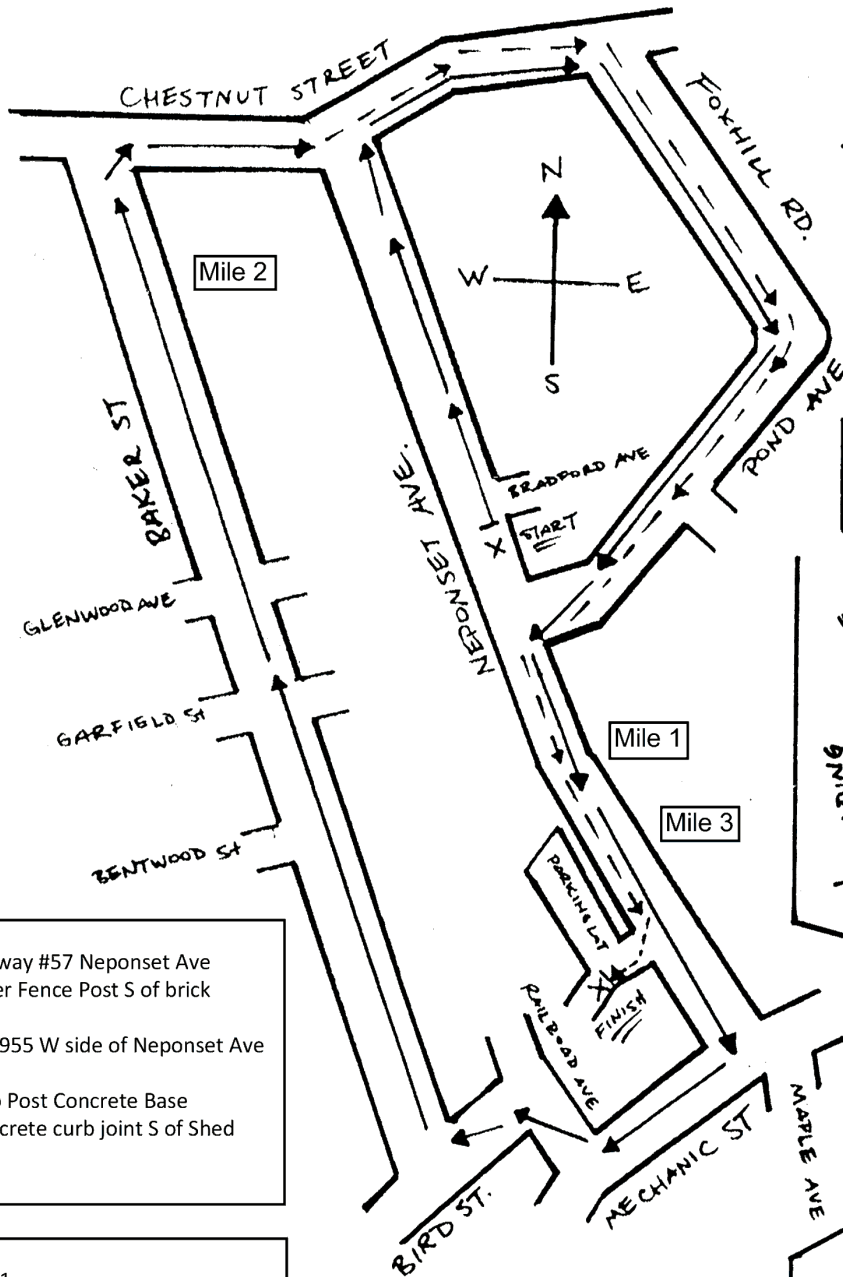 CHESTNUT STREET
FOXHILL RD.
N
W
E
S
Mile 2
BAKER ST
NEPONSET AVE.
BRADFORD AVE
POND AVE
X
START
GLENWOOD AVE
GARFIELD St
BENTWOOD St
Mile 1
Mile 3
PARKING LOT
X
FINISH
RAILROAD AVE
MECHANIC ST
MAPLE AVE
BIRD ST.
way #57 Neponset Ave
er Fence Post S of brick
955 W side of Neponset Ave
Post Concrete Base
crete curb joint S of Shed